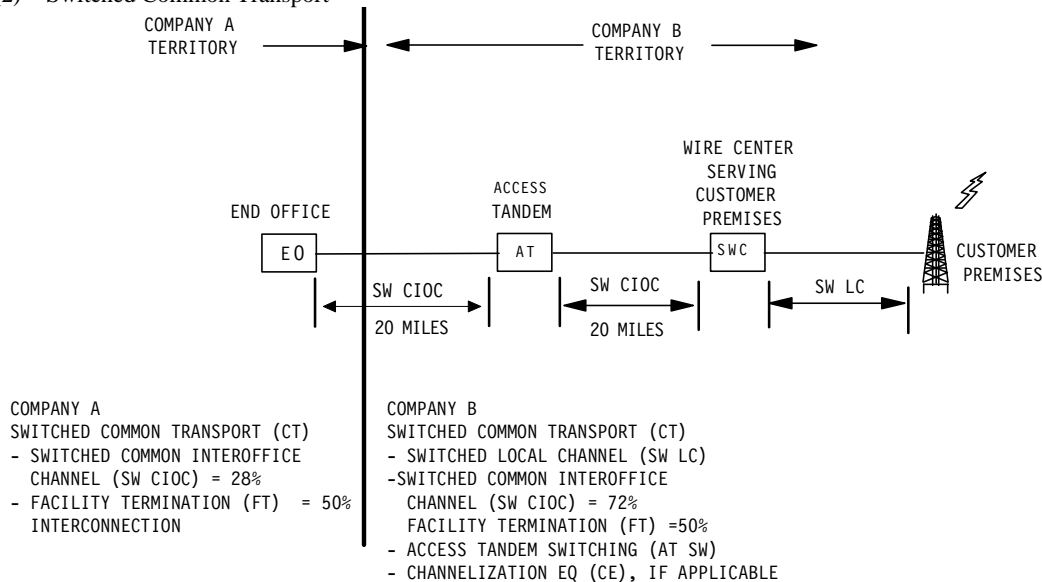 2) Switched Common Transport
COMPANY A
TERRITORY
COMPANY B
TERRITORY
WIRE CENTER
SERVING
CUSTOMER
PREMISES
ACCESS
TANDEM
END OFFICE
EO
AT
SWC
CUSTOMER
PREMISES
SW CIOC
20 MILES
SW CIOC
20 MILES
SW LC
COMPANY A
SWITCHED COMMON TRANSPORT (CT)
- SWITCHED COMMON INTEROFFICE
CHANNEL (SW CIOC) = 28%
- FACILITY TERMINATION (FT) = 50%
INTERCONNECTION
COMPANY B
SWITCHED COMMON TRANSPORT (CT)
- SWITCHED LOCAL CHANNEL (SW LC)
-SWITCHED COMMON INTEROFFICE
CHANNEL (SW CIOC) = 72%
FACILITY TERMINATION (FT) =50%
- ACCESS TANDEM SWITCHING (AT SW)
- CHANNELIZATION EQ (CE), IF APPLICABLE